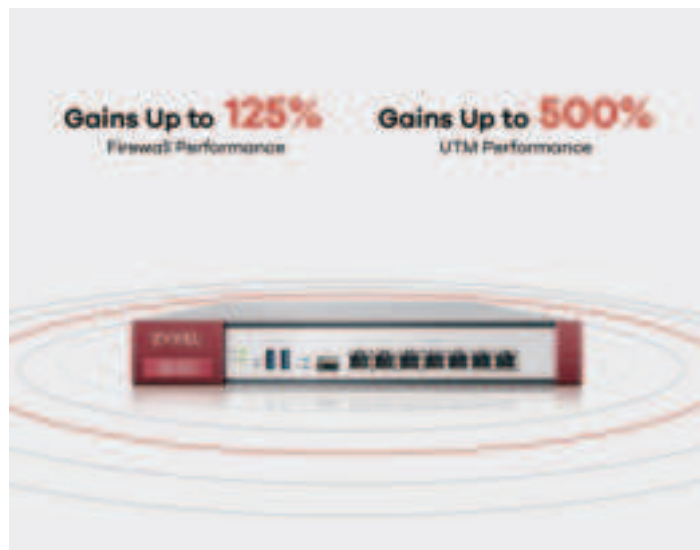 Gains Up to 125%
Firewall Performance
Gains Up to 500%
UTM Performance
ZYXEL